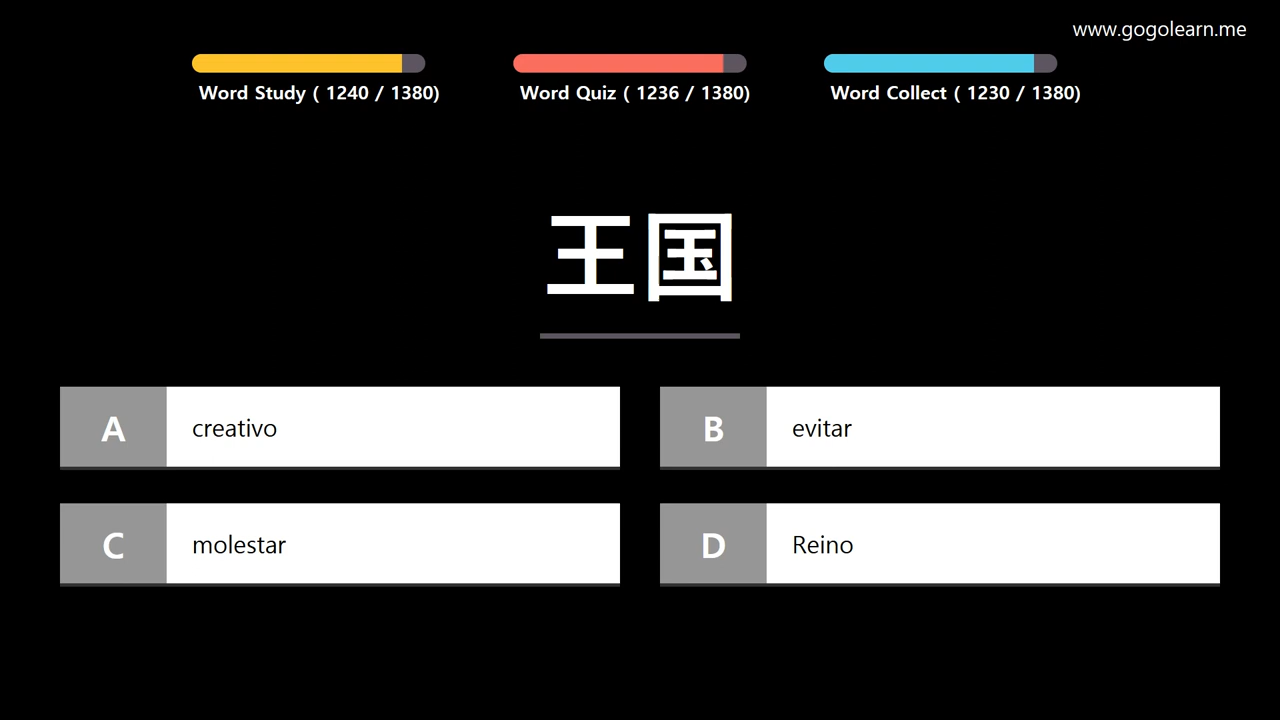 www.gogolearn.me
Word Study ( 1240 / 1380)
Word Quiz ( 1236 / 1380)
Word Collect ( 1230 / 1380)
王国
A creativo
B evitar
C molestar
D Reino